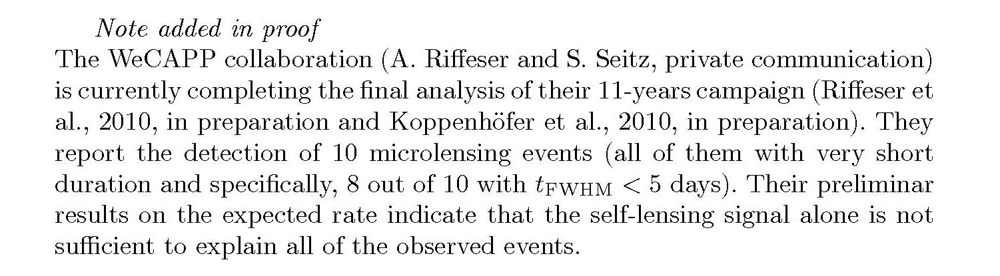 Note added in proof
The WeCAPP collaboration (A. Riffeser and S. Seitz, private communication)
is currently completing the final analysis of their 11-years campaign (Riffeser et
al., 2010, in preparation and Koppenhöfer et al., 2010, in preparation). They
report the detection of 10 microlensing events (all of them with very short
duration and specifically, 8 out of 10 with tFWHM < 5 days). Their preliminar
results on the expected rate indicate that the self-lensing signal alone is not
sufficient to explain all of the observed events.